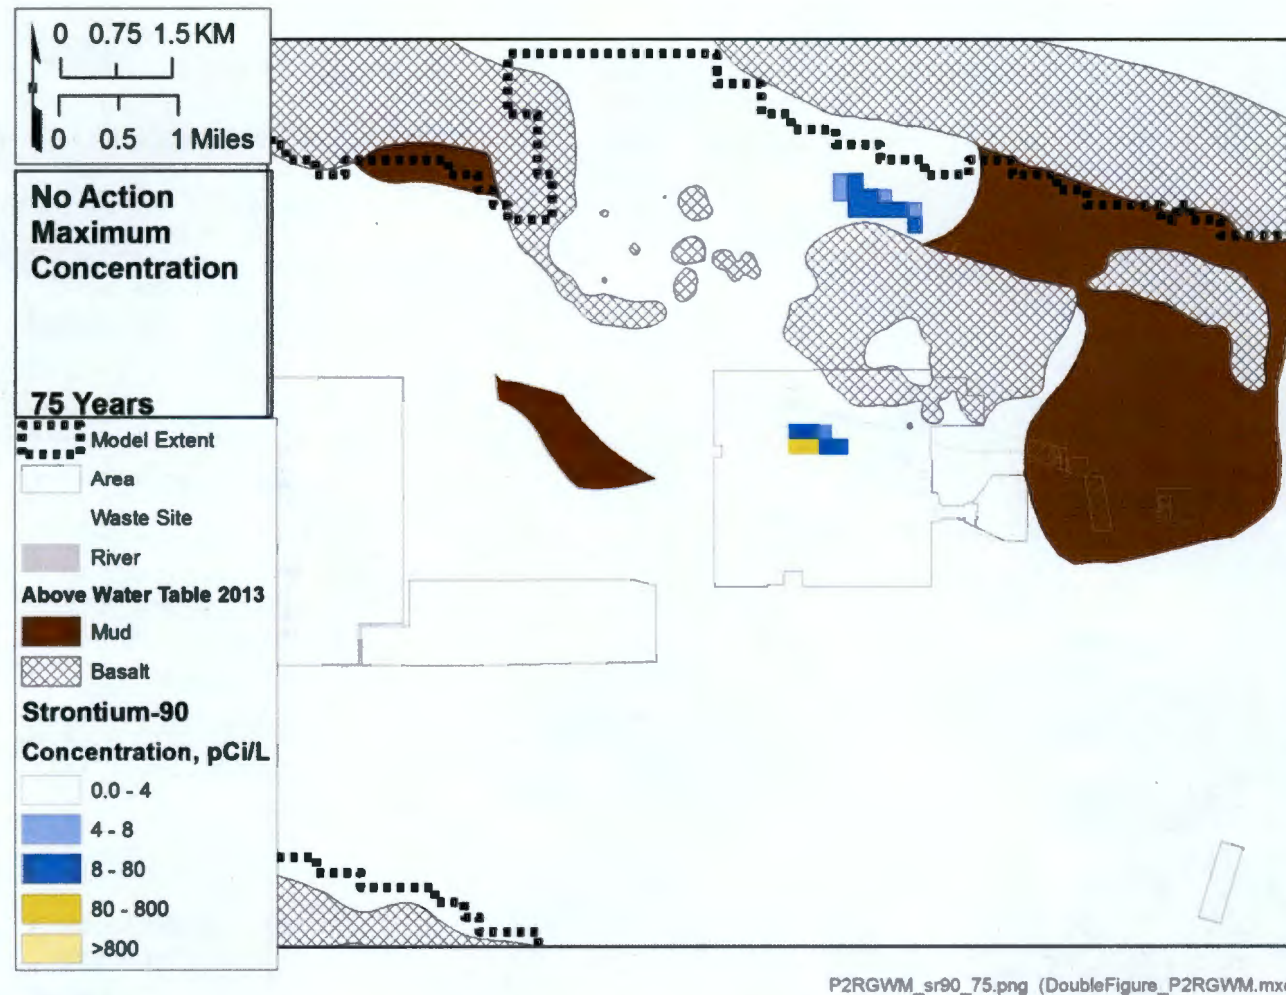 0 0.75 1.5 KM
0 0.5 1 Miles
No Action
Maximum
Concentration
75 Years
Model Extent
Area
Waste Site
River
Above Water Table 2013
Mud
Basalt
Strontium-90
Concentration, pCi/L
0.0 - 4
4 - 8
8 - 80
80 - 800
>800
P2RGWM_sr90_75.png (DoubleFigure_P2RGWM.mx